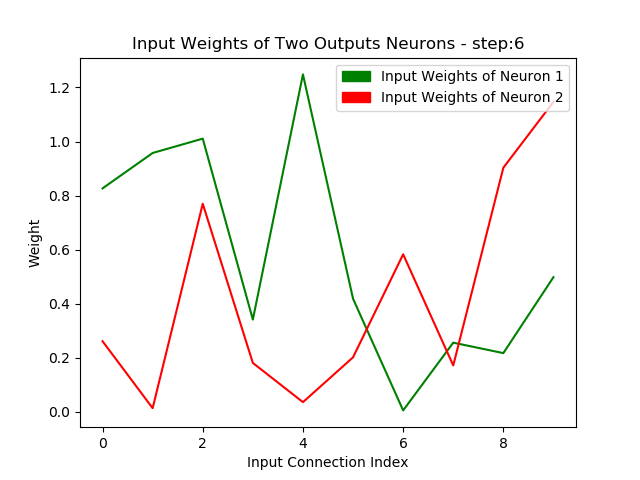 Input Weights of Two Outputs Neurons - step:6
Input Weights of Neuron 1
Input Weights of Neuron 2
1.2
1.0
0.8
0.6
0.4
0.2
0.0
Weight
0 2 4 6 8
Input Connection Index